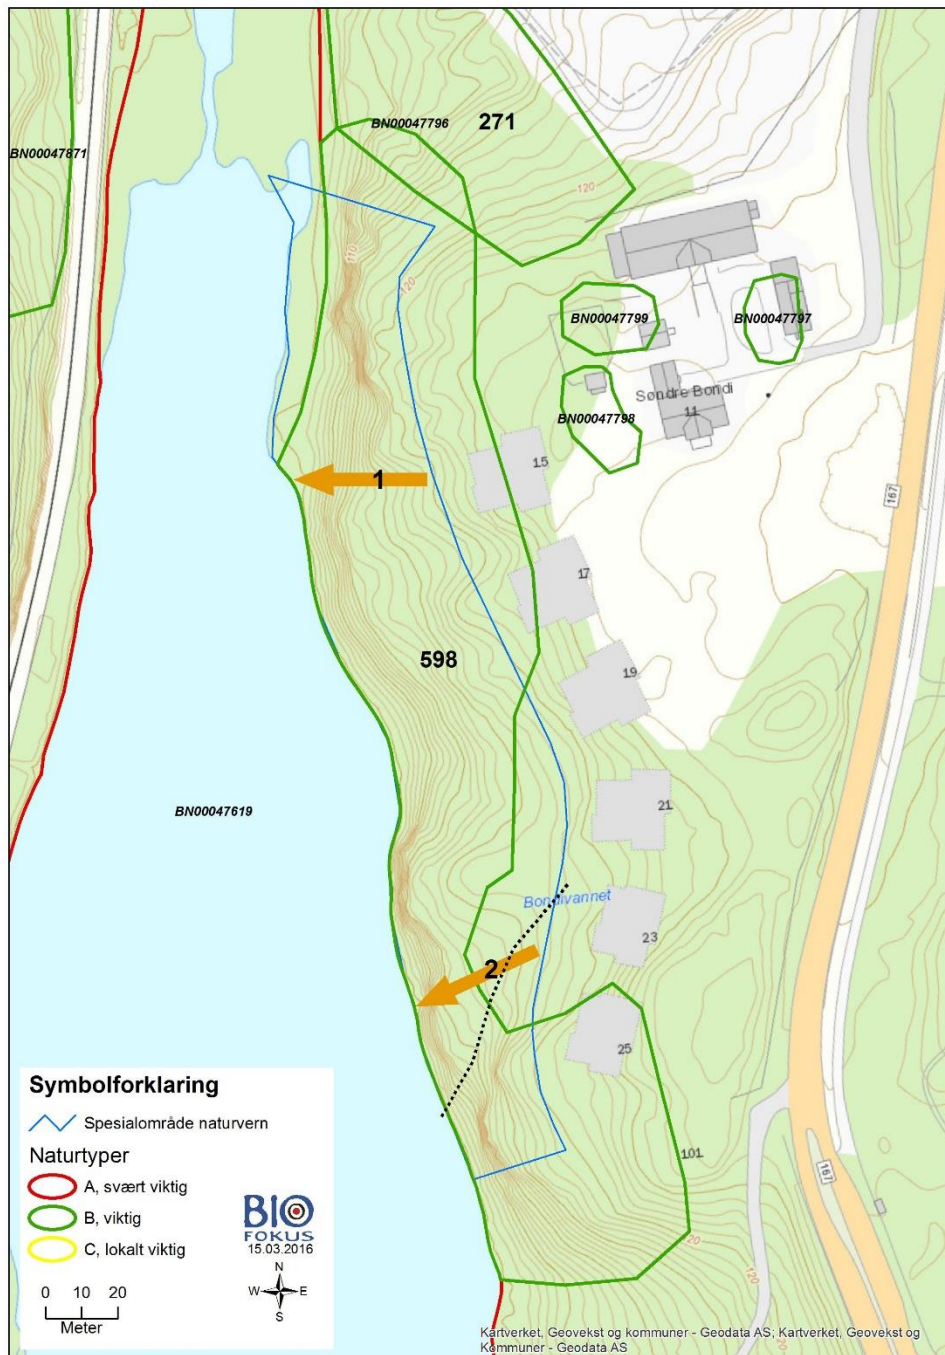 BN00047796
271
BN00047871
120
110
120
BN00047799
BN00047797
Søndre Bondi
11
BN00047798
15
1
167
17
598
19
21
BN00047619
Bondivannet
23
2
25
101
20
167
Symbolforklaring
Spesialområde naturvern
Naturtyper
A, svært viktig
B, viktig
C, lokalt viktig
BIO
FOKUS
15.03.2016
N
W E
S
0 10 20
Meter
Kartverket, Geovekst og kommuner - Geodata AS; Kartverket, Geovekst og
Kommuner - Geodata AS